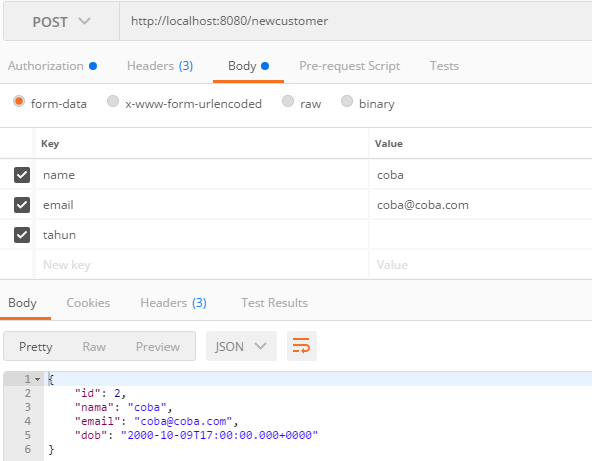 POST http://localhost:8080/newcustomer
Authorization Headers (3) Body Pre-request Script Tests
form-data x-www-form-urlencoded raw binary
Key Value
name coba
email coba@coba.com
tahun
New key Value
Body Cookies Headers (3) Test Results
Pretty Raw Preview JSON
1 {
2 "id": 2,
3 "nama": "coba",
4 "email": "coba@coba.com",
5 "dob": "2000-10-09T17:00:00.000+0000"
6 }